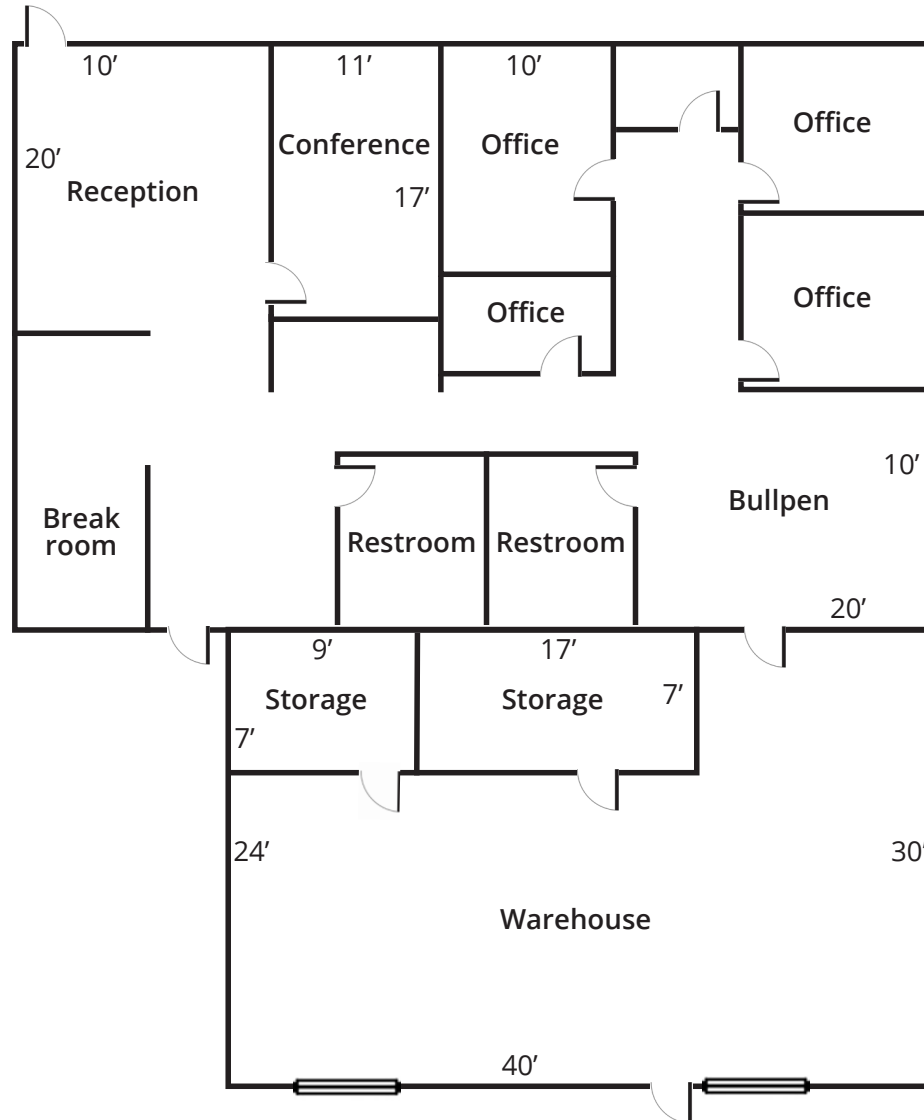 10’
11’
10’
Office
Conference
Office
20’
Reception
17’
Office
Office
10’
Bullpen
Break
room
Restroom
Restroom
20’
9’
17’
Storage
Storage
7’
7’
24’
30’
Warehouse
40’